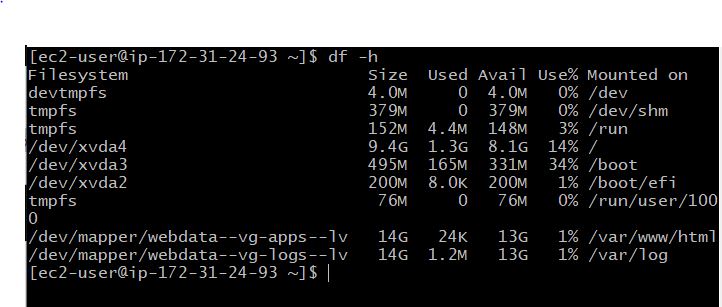 [ec2-user@ip-172-31-24-93 ~]$ df -h
Filesystem                          Size  Used Avail Use% Mounted on
devtmpfs                            4.0M     0  4.0M   0% /dev
tmpfs                               379M     0  379M   0% /dev/shm
tmpfs                               152M  4.4M  148M   3% /run
/dev/xvda4                          9.4G  1.3G  8.1G  14% /
/dev/xvda3                          495M  165M  331M  34% /boot
/dev/xvda2                          200M  8.0K  200M   1% /boot/efi
tmpfs                                76M     0   76M   0% /run/user/100
0
/dev/mapper/webdata--vg-apps--lv     14G   24K   13G   1% /var/www/html
/dev/mapper/webdata--vg-logs--lv     14G  1.2M   13G   1% /var/log
[ec2-user@ip-172-31-24-93 ~]$